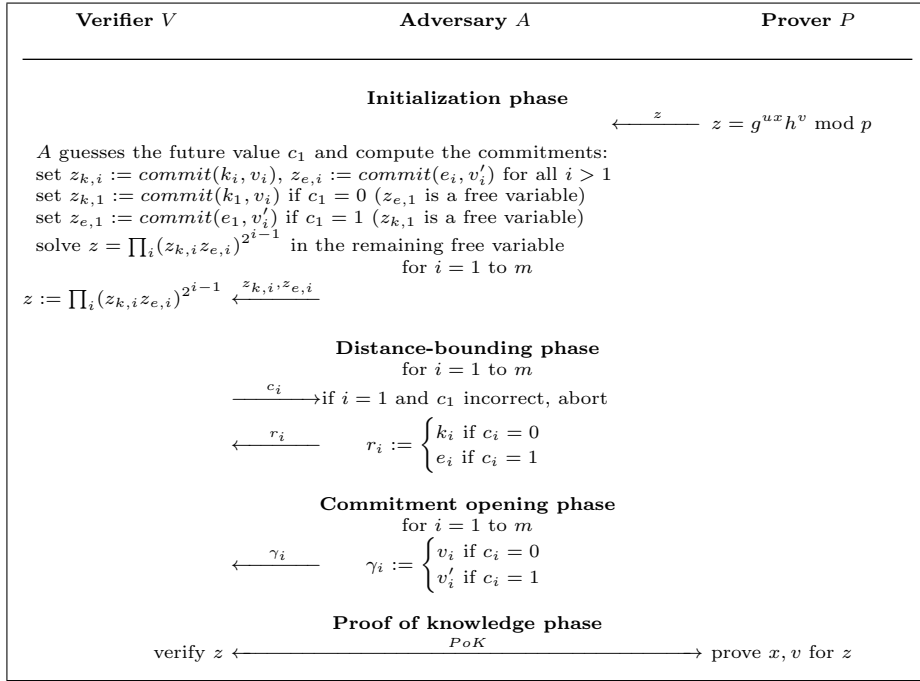 Verifier V Adversary A Prover P
Initialization phase
z z = g^{ux}h^v mod p
A guesses the future value c_1 and compute the commitments:
set z_{k,i} := commit(k_i, v_i), z_{e,i} := commit(e_i, v'_i) for all i > 1
set z_{k,1} := commit(k_1, v_i) if c_1 = 0 (z_{e,1} is a free variable)
set z_{e,1} := commit(e_1, v'_i) if c_1 = 1 (z_{k,1} is a free variable)
solve z = ∏_i(z_{k,i}z_{e,i})^{2^{i−1}} in the remaining free variable
for i = 1 to m
z := ∏_i(z_{k,i}z_{e,i})^{2^{i−1}} ← z_{k,i},z_{e,i}
Distance-bounding phase
for i = 1 to m
c_i → if i = 1 and c_1 incorrect, abort
← r_i r_i := { k_i if c_i = 0
e_i if c_i = 1
Commitment opening phase
for i = 1 to m
← γ_i γ_i := { v_i if c_i = 0
v'_i if c_i = 1
Proof of knowledge phase
verify z ← PoK → prove x, v for z